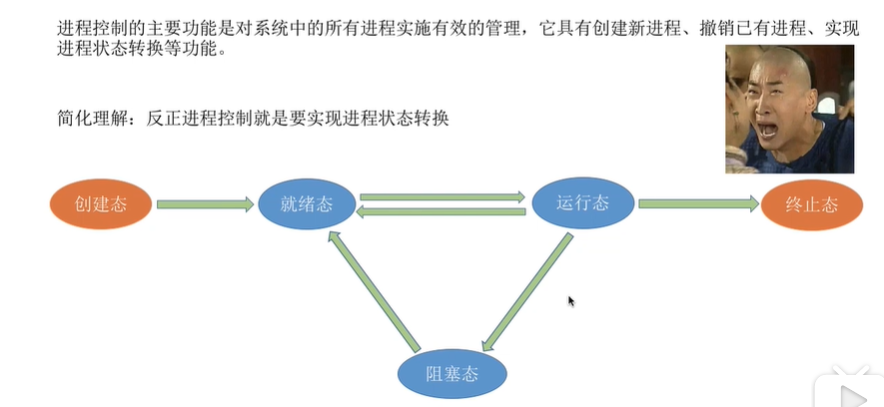 进程控制的主要功能是对系统中的所有进程实施有效的管理，它具有创建新进程、撤销已有进程、实现
进程状态转换等功能。
简化理解：反正进程控制就是要实现进程状态转换
创建态
就绪态
运行态
终止态
阻塞态